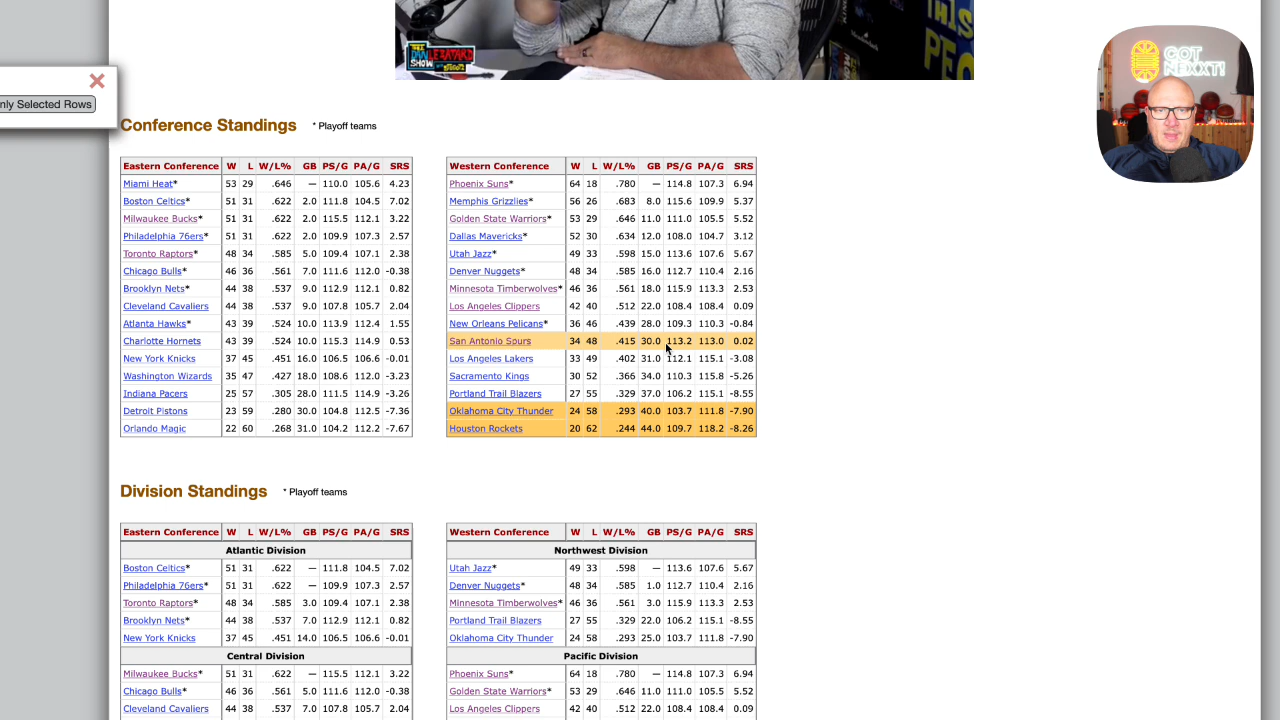 THE
DAN LEBATARD
SHOW
THIS
PEO
GOT
NEXXT!
nly Selected Rows
Conference Standings * Playoff teams
Eastern Conference W L W/L% GB PS/G PA/G SRS
Miami Heat* 53 29 .646 — 110.0 105.6 4.23
Boston Celtics* 51 31 .622 2.0 111.8 104.5 7.02
Milwaukee Bucks* 51 31 .622 2.0 115.5 112.1 3.22
Philadelphia 76ers* 51 31 .622 2.0 109.9 107.3 2.57
Toronto Raptors* 48 34 .585 5.0 109.4 107.1 2.38
Chicago Bulls* 46 36 .561 7.0 111.6 112.0 -0.38
Brooklyn Nets* 44 38 .537 9.0 112.9 112.1 0.82
Cleveland Cavaliers 44 38 .537 9.0 107.8 105.7 2.04
Atlanta Hawks* 43 39 .524 10.0 113.9 112.4 1.55
Charlotte Hornets 43 39 .524 10.0 115.3 114.9 0.53
New York Knicks 37 45 .451 16.0 106.5 106.6 -0.01
Washington Wizards 35 47 .427 18.0 108.6 112.0 -3.23
Indiana Pacers 25 57 .305 28.0 111.5 114.9 -3.26
Detroit Pistons 23 59 .280 30.0 104.8 112.5 -7.36
Orlando Magic 22 60 .268 31.0 104.2 112.2 -7.67
Western Conference W L W/L% GB PS/G PA/G SRS
Phoenix Suns* 64 18 .780 — 114.8 107.3 6.94
Memphis Grizzlies* 56 26 .683 8.0 115.6 109.9 5.37
Golden State Warriors* 53 29 .646 11.0 111.0 105.5 5.52
Dallas Mavericks* 52 30 .634 12.0 108.0 104.7 3.12
Utah Jazz* 49 33 .598 15.0 113.6 107.6 5.67
Denver Nuggets* 48 34 .585 16.0 112.7 110.4 2.16
Minnesota Timberwolves* 46 36 .561 18.0 115.9 113.3 2.53
Los Angeles Clippers 42 40 .512 22.0 108.4 108.4 0.09
New Orleans Pelicans* 36 46 .439 28.0 109.3 110.3 -0.84
San Antonio Spurs 34 48 .415 30.0 113.2 113.0 0.02
Los Angeles Lakers 33 49 .402 31.0 112.1 115.1 -3.08
Sacramento Kings 30 52 .366 34.0 110.3 115.8 -5.26
Portland Trail Blazers 27 55 .329 37.0 106.2 115.1 -8.55
Oklahoma City Thunder 24 58 .293 40.0 103.7 111.8 -7.90
Houston Rockets 20 62 .244 44.0 109.7 118.2 -8.26
Division Standings * Playoff teams
Eastern Conference W L W/L% GB PS/G PA/G SRS
Atlantic Division
Boston Celtics* 51 31 .622 — 111.8 104.5 7.02
Philadelphia 76ers* 51 31 .622 — 109.9 107.3 2.57
Toronto Raptors* 48 34 .585 3.0 109.4 107.1 2.38
Brooklyn Nets* 44 38 .537 7.0 112.9 112.1 0.82
New York Knicks 37 45 .451 14.0 106.5 106.6 -0.01
Central Division
Milwaukee Bucks* 51 31 .622 — 115.5 112.1 3.22
Chicago Bulls* 46 36 .561 5.0 111.6 112.0 -0.38
Cleveland Cavaliers 44 38 .537 7.0 107.8 105.7 2.04
Western Conference W L W/L% GB PS/G PA/G SRS
Northwest Division
Utah Jazz* 49 33 .598 — 113.6 107.6 5.67
Denver Nuggets* 48 34 .585 1.0 112.7 110.4 2.16
Minnesota Timberwolves* 46 36 .561 3.0 115.9 113.3 2.53
Portland Trail Blazers 27 55 .329 22.0 106.2 115.1 -8.55
Oklahoma City Thunder 24 58 .293 25.0 103.7 111.8 -7.90
Pacific Division
Phoenix Suns* 64 18 .780 — 114.8 107.3 6.94
Golden State Warriors* 53 29 .646 11.0 111.0 105.5 5.52
Los Angeles Clippers 42 40 .512 22.0 108.4 108.4 0.09